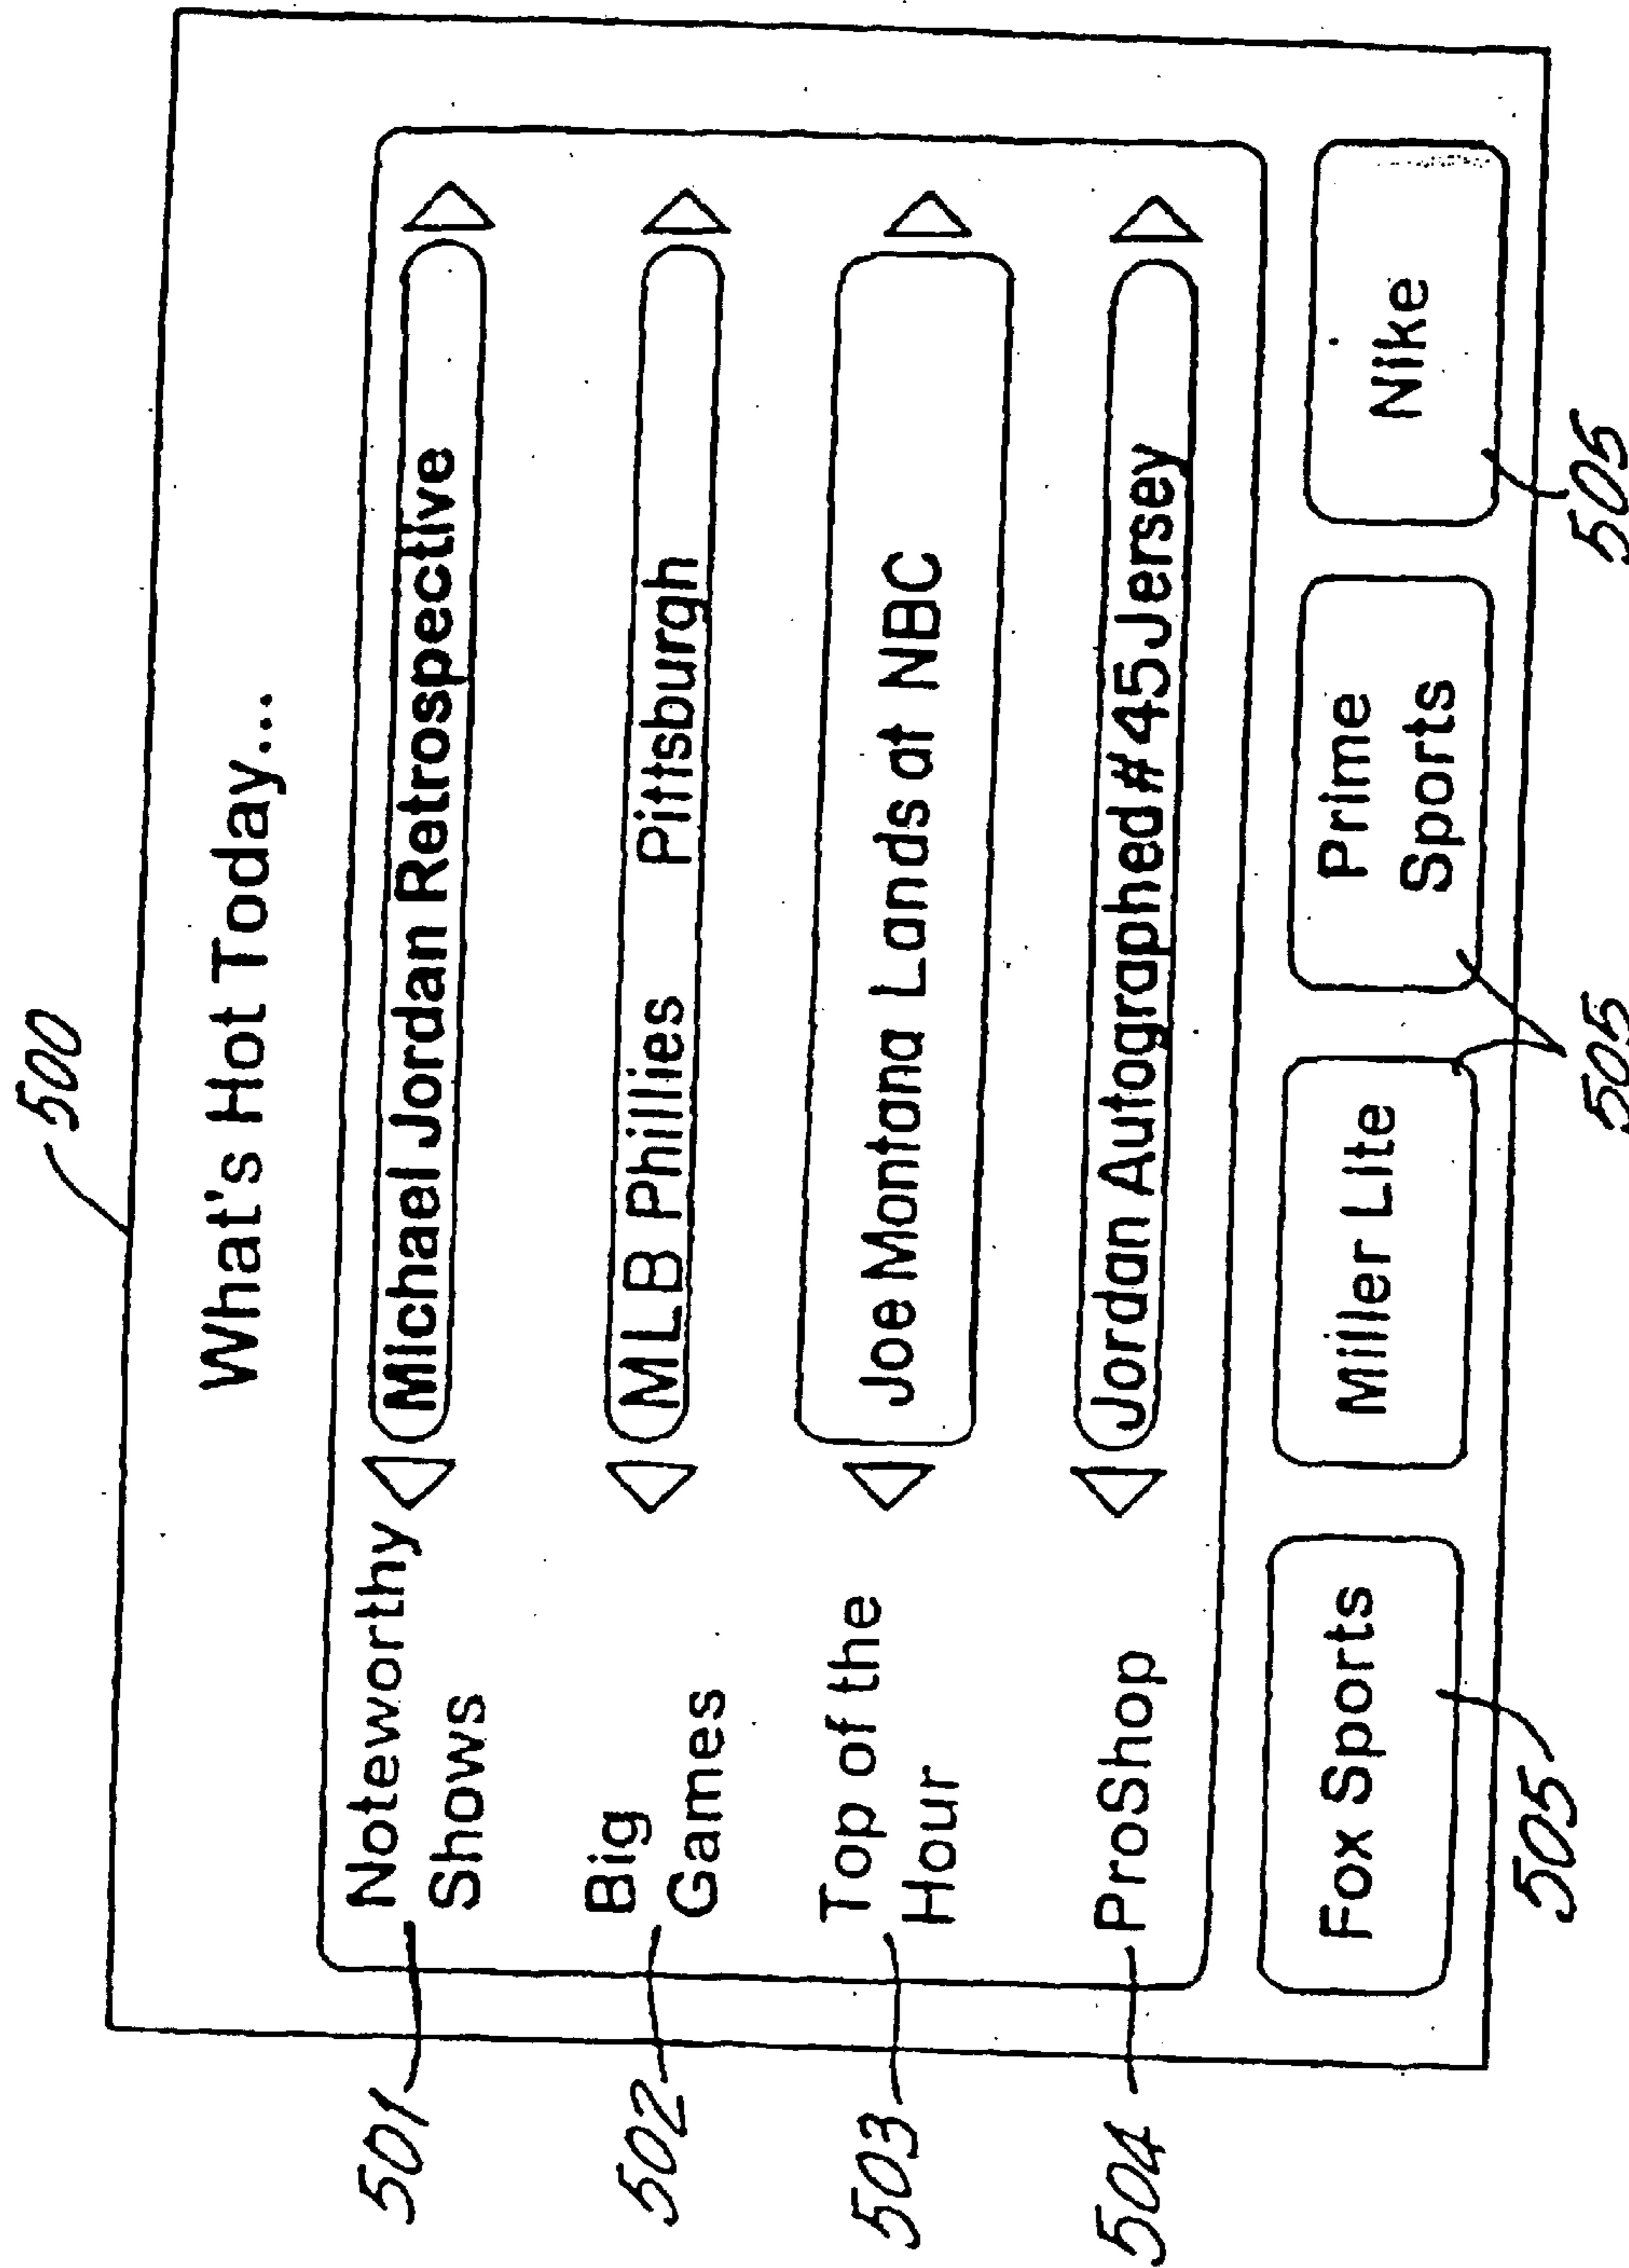 500
What's Hot Today...
501
Noteworthy
Shows
Michael Jordan Retrospective
502
Big
Games
MLB Phillies Pittsburgh
503
Top of the
Hour
Joe Montana Lands at NBC
504
ProShop
Jordan Autographed #45 Jersey
Fox Sports
Miller Lite
Prime
Sports
Nike
505
505
505